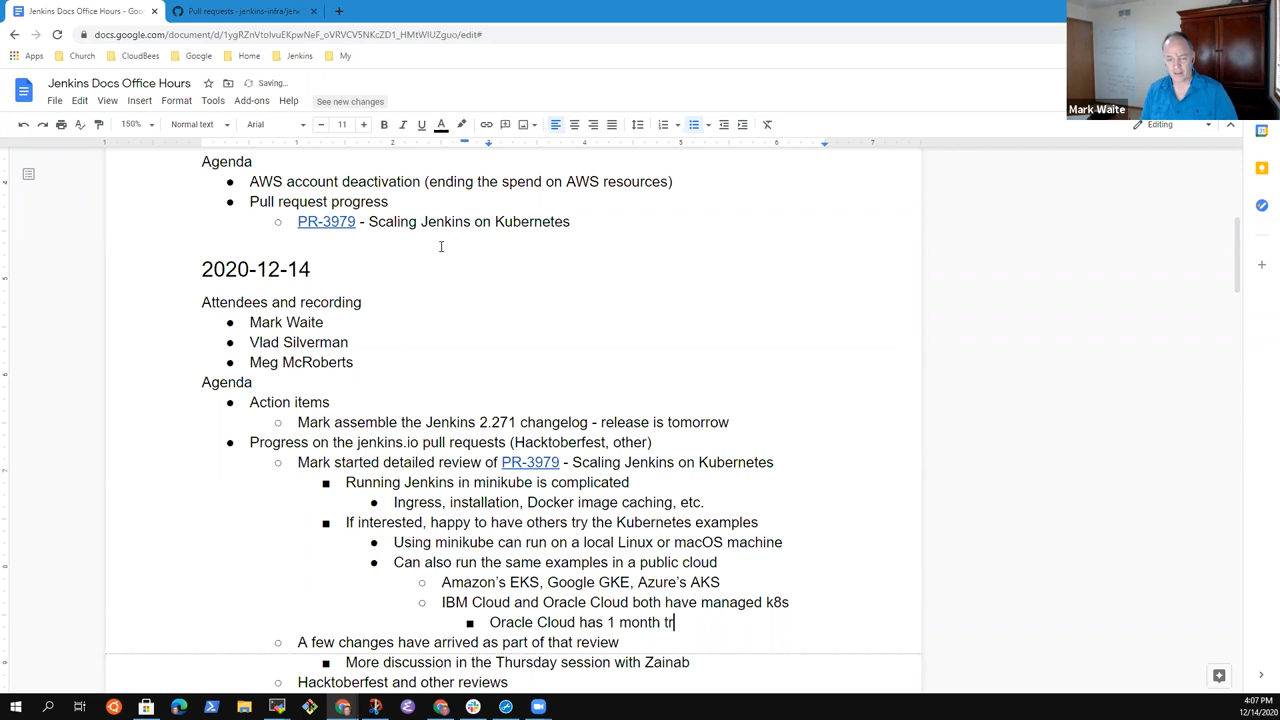 Jenkins Docs Office Hours - Goo
Pull requests · jenkins-infra/jen
docs.google.com/document/d/1ygRZnVtoIvuEKpwNeF_oVRVCV5NKcZD1_HMtWIUZguo/edit#
Apps Church CloudBees Google Home Jenkins My
Jenkins Docs Office Hours Saving...
File Edit View Insert Format Tools Add-ons Help See new changes
150% Normal text Arial 11 Editing
Mark Waite
1 1 2 4 5 6 7
Agenda
● AWS account deactivation (ending the spend on AWS resources)
● Pull request progress
○ PR-3979 - Scaling Jenkins on Kubernetes
2020-12-14
Attendees and recording
● Mark Waite
● Vlad Silverman
● Meg McRoberts
Agenda
● Action items
○ Mark assemble the Jenkins 2.271 changelog - release is tomorrow
● Progress on the jenkins.io pull requests (Hacktoberfest, other)
○ Mark started detailed review of PR-3979 - Scaling Jenkins on Kubernetes
■ Running Jenkins in minikube is complicated
● Ingress, installation, Docker image caching, etc.
■ If interested, happy to have others try the Kubernetes examples
● Using minikube can run on a local Linux or macOS machine
● Can also run the same examples in a public cloud
○ Amazon's EKS, Google GKE, Azure's AKS
○ IBM Cloud and Oracle Cloud both have managed k8s
■ Oracle Cloud has 1 month tr
○ A few changes have arrived as part of that review
■ More discussion in the Thursday session with Zainab
○ Hacktoberfest and other reviews
4:07 PM
12/14/2020